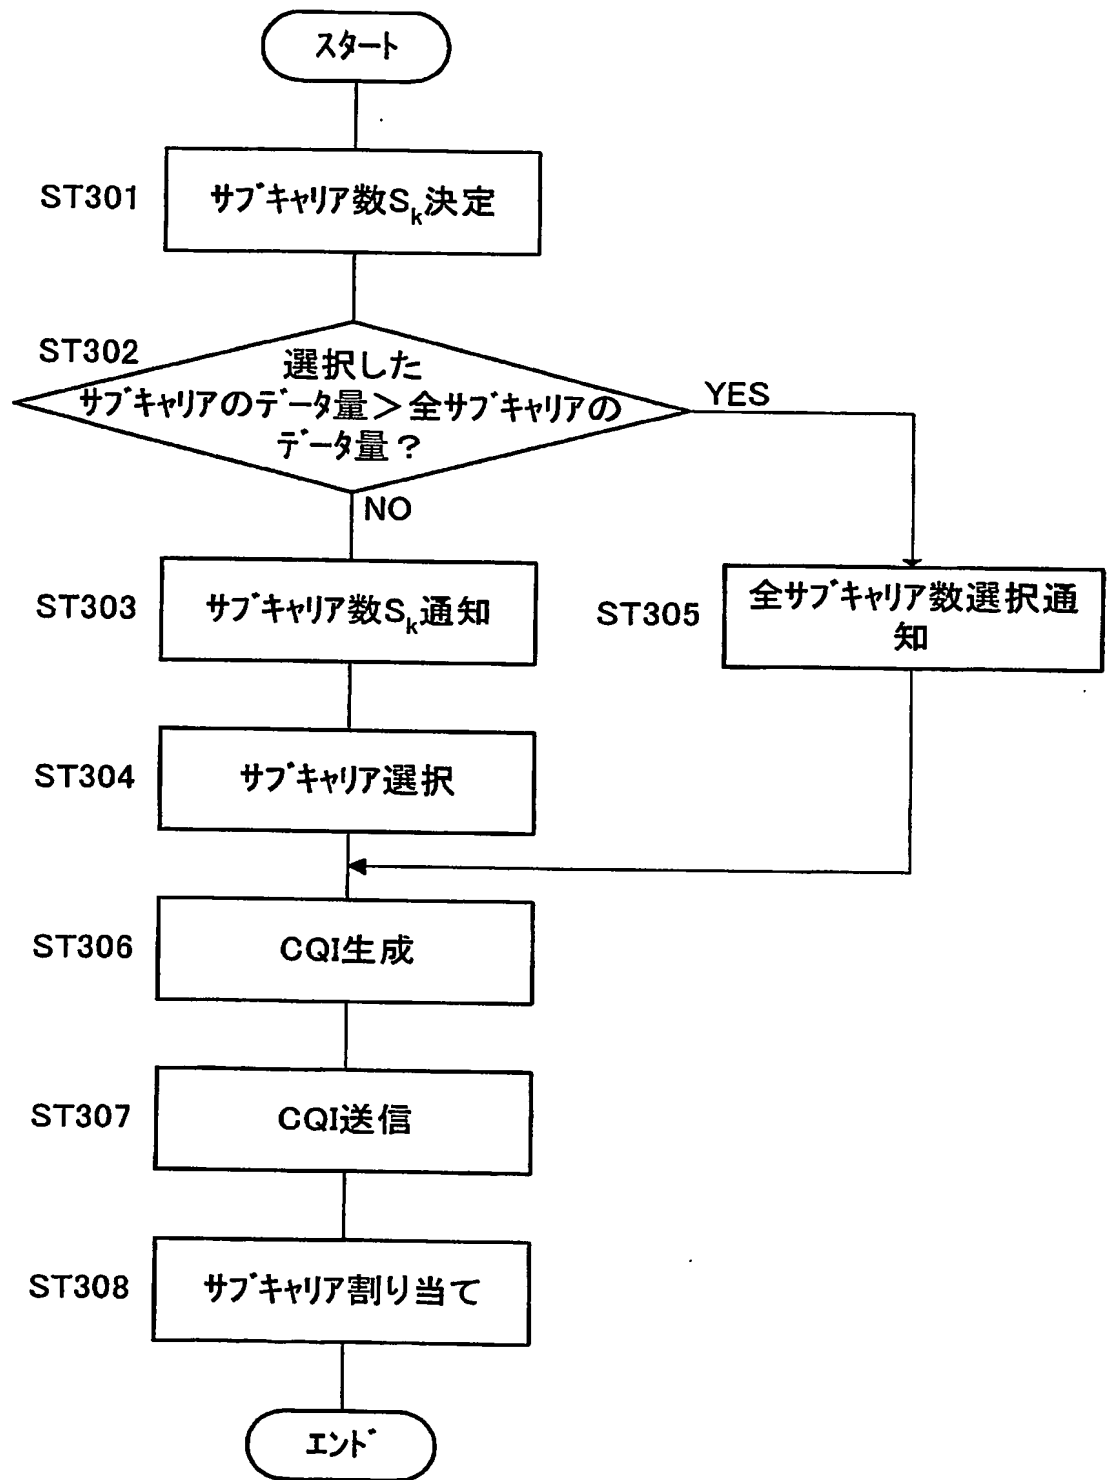 スタート
ST301
サブキャリア数Sk決定
ST302
選択した
サブキャリアのデータ量＞全サブキャリアの
データ量？
YES
NO
ST303
サブキャリア数Sk通知
ST305
全サブキャリア数選択通
知
ST304
サブキャリア選択
ST306
CQI生成
ST307
CQI送信
ST308
サブキャリア割り当て
エンド